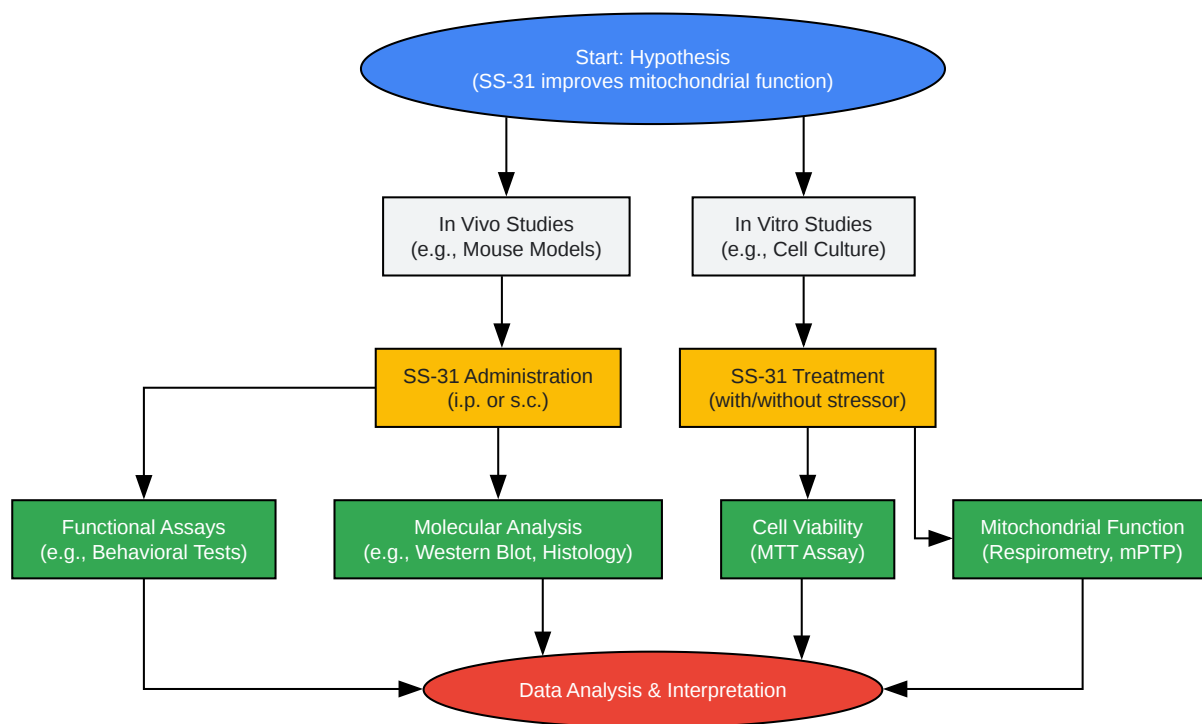 Start: Hypothesis
(SS-31 improves mitochondrial function)
In Vivo Studies
(e.g., Mouse Models)
In Vitro Studies
(e.g., Cell Culture)
SS-31 Administration
(i.p. or s.c.)
SS-31 Treatment
(with/without stressor)
Functional Assays
(e.g., Behavioral Tests)
Molecular Analysis
(e.g., Western Blot, Histology)
Cell Viability
(MTT Assay)
Mitochondrial Function
(Respirometry, mPTP)
Data Analysis & Interpretation